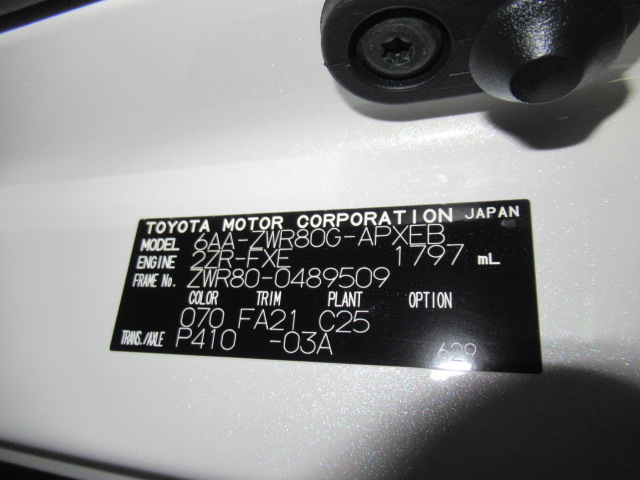 TOYOTA MOTOR CORPORATION JAPAN
MODEL 6AA-ZWR80G-APXEB
ENGINE 2ZR-FXE 1797 mL
FRAME No. ZWR80-0489509
COLOR TRIM PLANT OPTION
070 FA21 C25
TRANS./AXLE P410 -03A
629